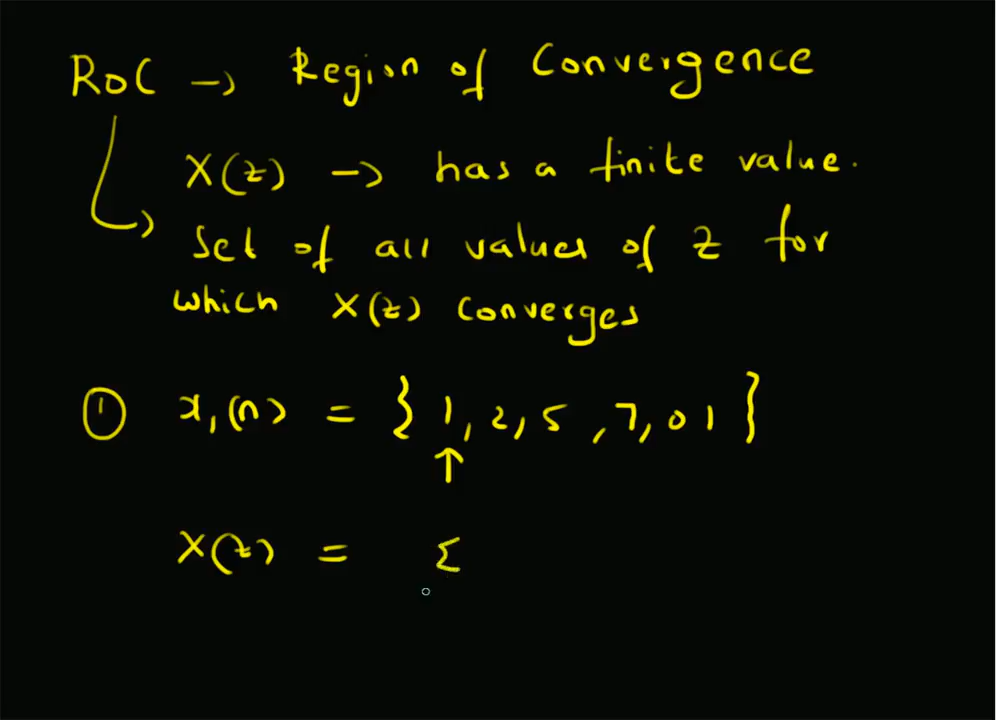 ROC → Region of Convergence
X(z) → has a finite value.
Set of all values of z for
which X(z) converges
① x₁(n) = { 1, 2, 5, 7, 0 1 }
↑
X(z) = Σ